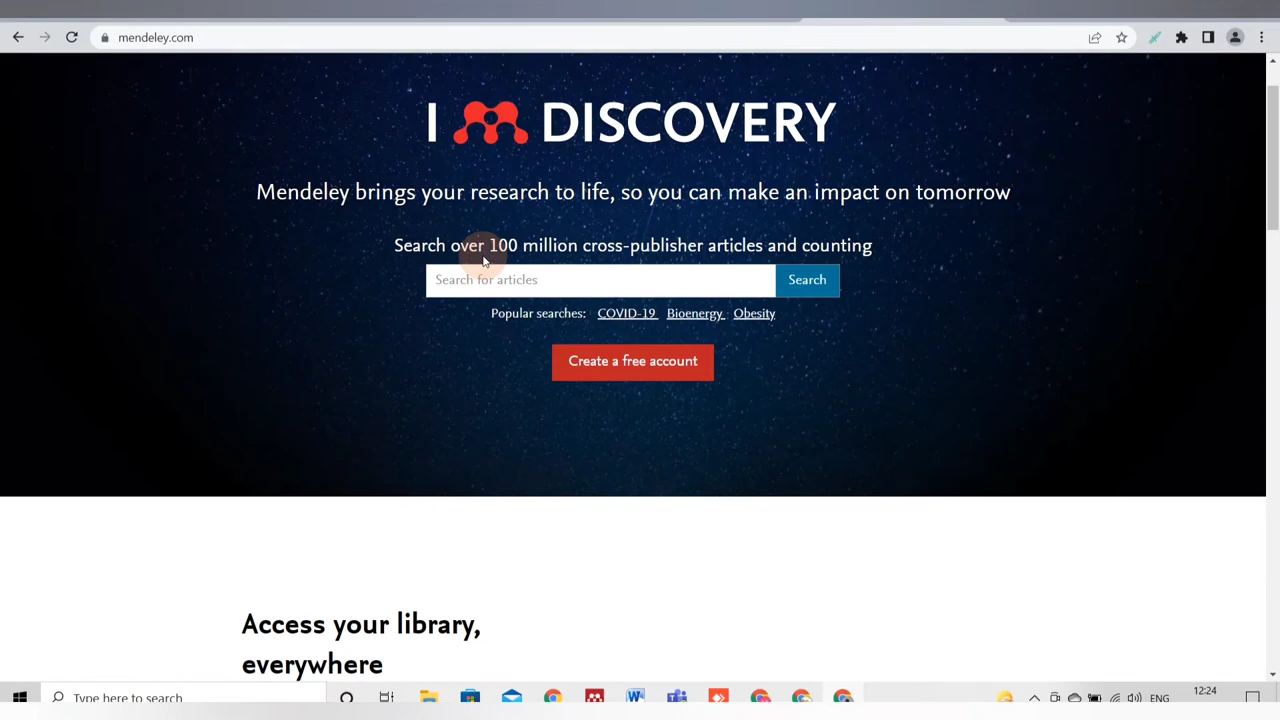 mendeley.com
I DISCOVERY
Mendeley brings your research to life, so you can make an impact on tomorrow
Search over 100 million cross-publisher articles and counting
Search for articles
Search
Popular searches: COVID-19 Bioenergy Obesity
Create a free account
Access your library,
everywhere
Type here to search
ENG
12:24